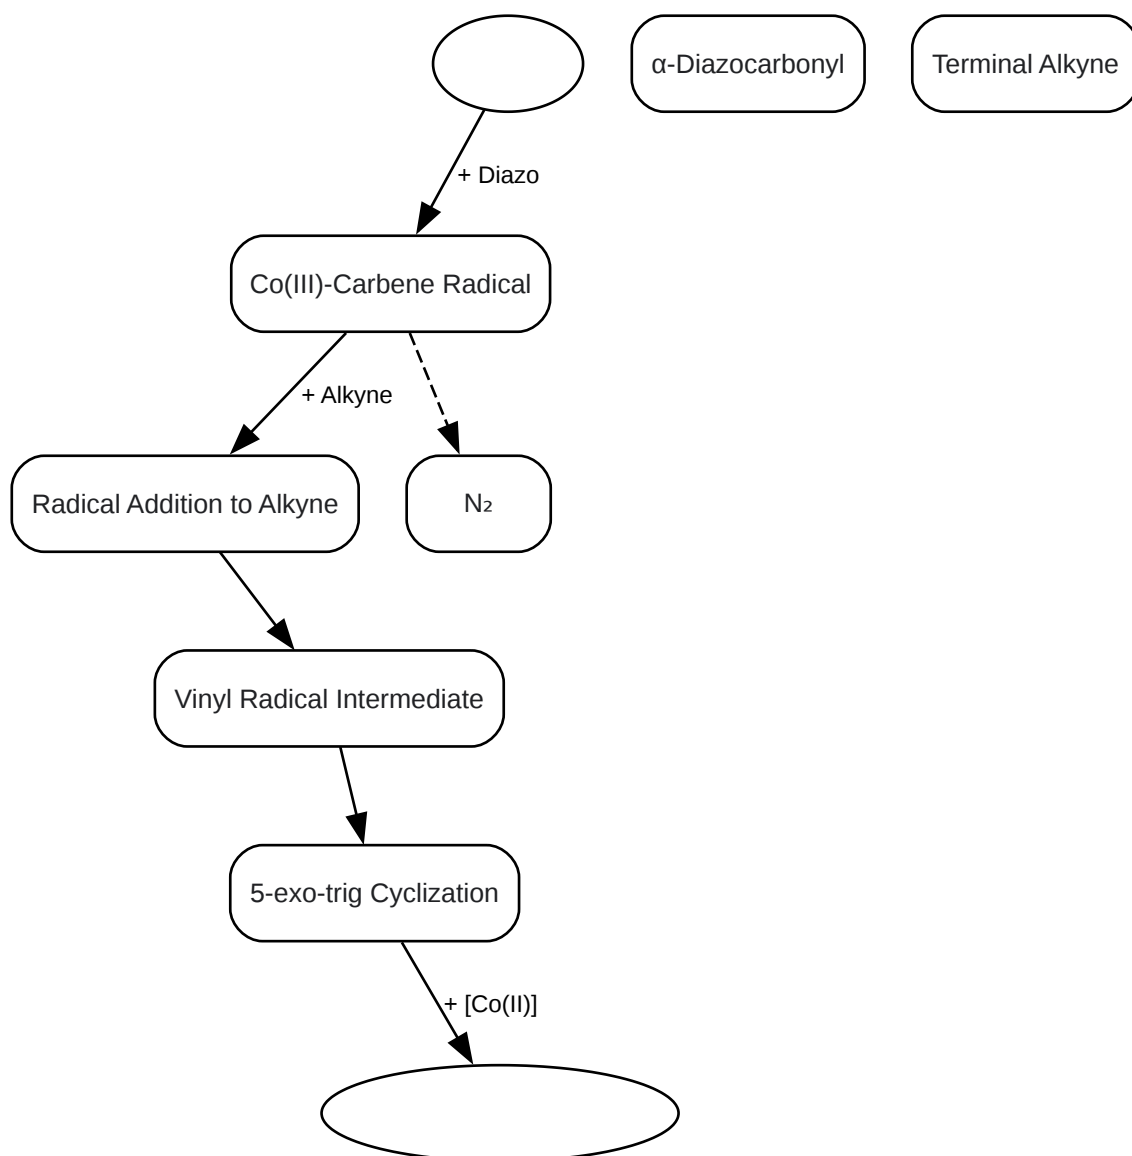 α-Diazocarbonyl
Terminal Alkyne
+ Diazo
Co(III)-Carbene Radical
+ Alkyne
Radical Addition to Alkyne
N₂
Vinyl Radical Intermediate
5-exo-trig Cyclization
+ [Co(II)]